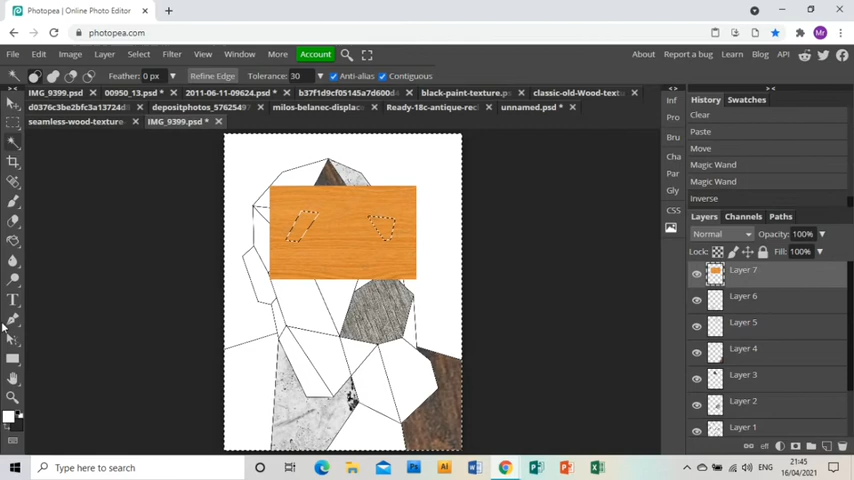 Photopea | Online Photo Editor
photopea.com
File Edit Image Layer Select Filter View Window More Account About Report a bug Learn Blog API
Feather: 0 px Refine Edge Tolerance: 30 Anti-alias Contiguous
IMG_9399.psd 00950_13.psd * 2011-06-11-09624.psd * b37f1d9cf05145a7d600d4 black-paint-texture.p classic-old-Wood-text
d0376c3be2bfc3a13724d8 depositphotos_5762549 milos-belanec-displac Ready-18c-antique-rec unnamed.psd *
seamless-wood-texture IMG_9399.psd *
Inf
Pro
Bru
Cha
Par
Gly
CSS
History Swatches
Clear
Paste
Move
Magic Wand
Magic Wand
Inverse
Layers Channels Paths
Normal Opacity: 100%
Lock: Fill: 100%
Layer 7
Layer 6
Layer 5
Layer 4
Layer 3
Layer 2
Layer 1
eff
Type here to search
ENG
21:45
16/04/2021